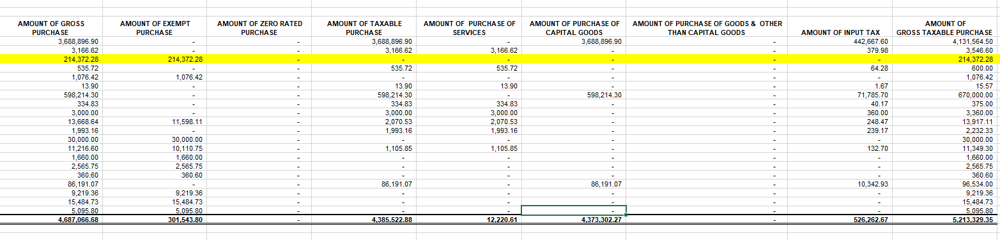 AMOUNT OF GROSS PURCHASE AMOUNT OF EXEMPT PURCHASE AMOUNT OF ZERO RATED PURCHASE AMOUNT OF TAXABLE PURCHASE AMOUNT OF PURCHASE OF SERVICES AMOUNT OF PURCHASE OF CAPITAL GOODS AMOUNT OF PURCHASE OF GOODS & OTHER THAN CAPITAL GOODS AMOUNT OF INPUT TAX AMOUNT OF GROSS TAXABLE PURCHASE
3,688,896.90 - - 3,688,896.90 - 3,688,896.90 - 442,667.60 4,131,564.50
3,166.62 - - 3,166.62 3,166.62 - - 379.98 3,546.60
214,372.28 214,372.28 - - - - - - 214,372.28
535.72 - - 535.72 535.72 - - 64.28 600.00
1,076.42 1,076.42 - - - - - - 1,076.42
13.90 - - 13.90 13.90 - - 1.67 15.57
598,214.30 - - 598,214.30 - 598,214.30 - 71,785.70 670,000.00
334.83 - - 334.83 334.83 - - 40.17 375.00
3,000.00 - - 3,000.00 3,000.00 - - 360.00 3,360.00
13,668.64 11,598.11 - 2,070.53 2,070.53 - - 248.47 13,917.11
1,993.16 - - 1,993.16 1,993.16 - - 239.17 2,232.33
30,000.00 30,000.00 - - - - - - 30,000.00
11,216.60 10,110.75 - 1,105.85 1,105.85 - - 132.70 11,349.30
1,660.00 1,660.00 - - - - - - 1,660.00
2,565.75 2,565.75 - - - - - - 2,565.75
360.60 360.60 - - - - - - 360.60
86,191.07 - - 86,191.07 - 86,191.07 - 10,342.93 96,534.00
9,219.36 9,219.36 - - - - - - 9,219.36
15,484.73 15,484.73 - - - - - - 15,484.73
5,095.80 5,095.80 - - - - - - 5,095.80
4,687,066.68 301,543.80 - 4,385,522.88 12,220.61 4,373,302.27 - 526,262.67 5,213,329.35